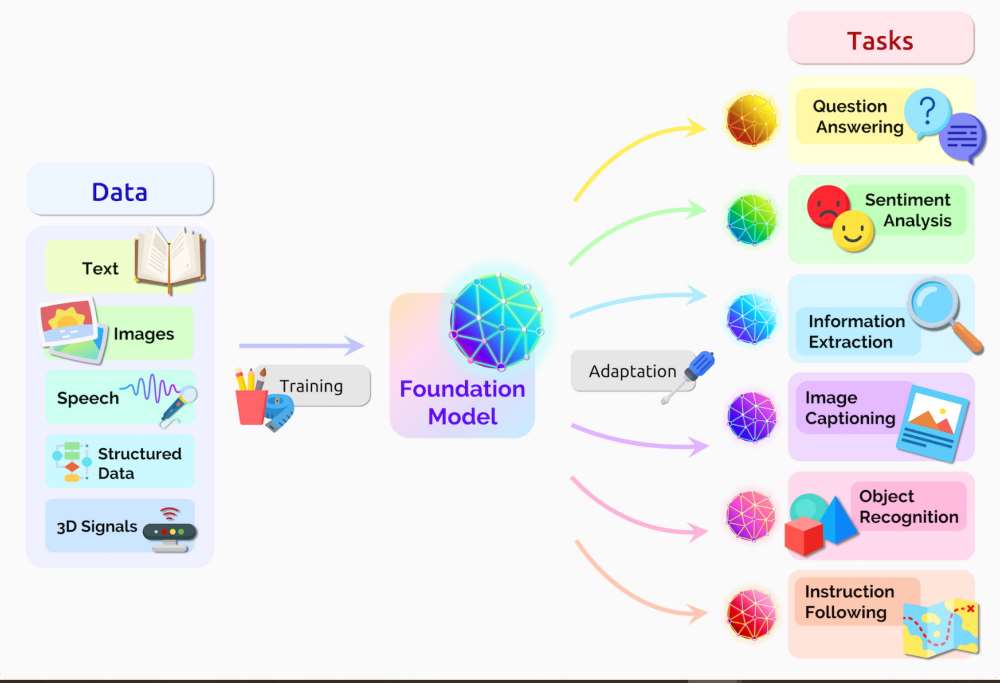 Data
Text
Images
Speech
Structured
Data
3D Signals
Training
Foundation
Model
Adaptation
Tasks
Question
Answering
?
Sentiment
Analysis
Information
Extraction
Image
Captioning
Object
Recognition
Instruction
Following